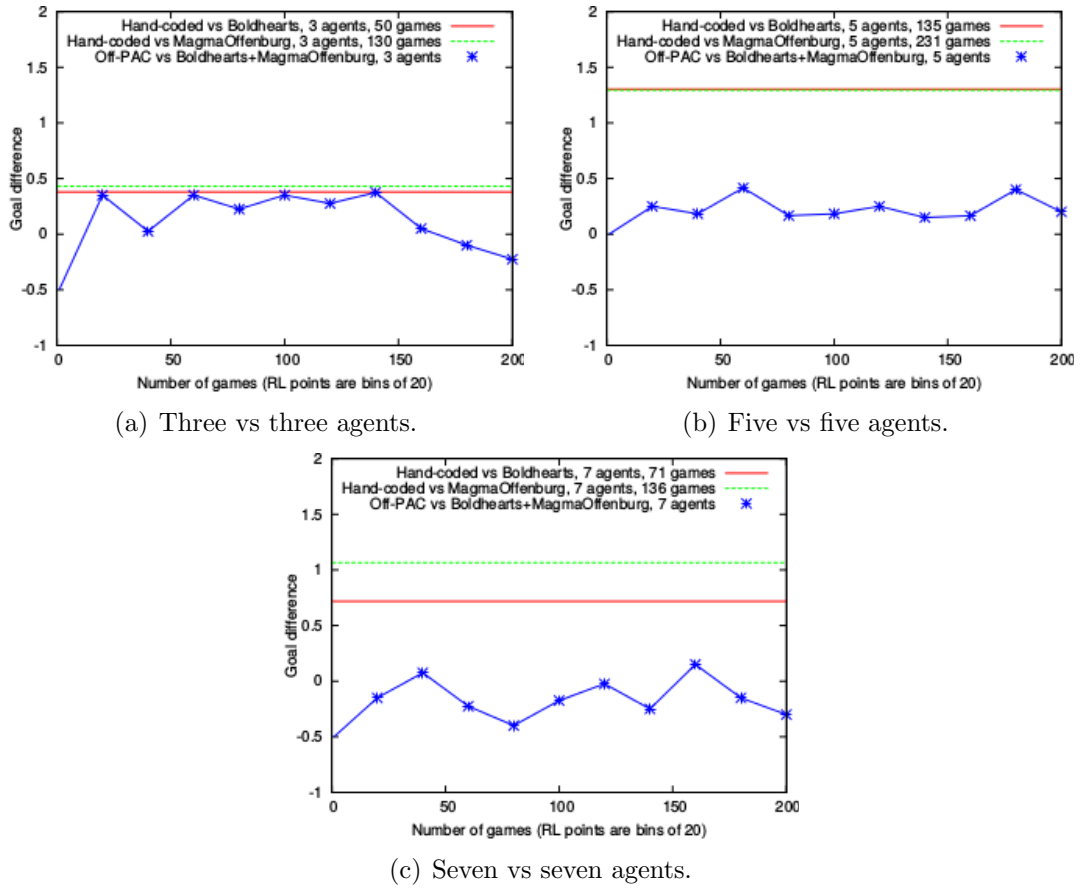 Hand-coded vs Boldhearts, 3 agents, 50 games
Hand-coded vs MagmaOffenburg, 3 agents, 130 games
Off-PAC vs Boldhearts+MagmaOffenburg, 3 agents
2
1.5
1
0.5
0
-0.5
-1
Goal difference
0 50 100 150 200
Number of games (RL points are bins of 20)
(a) Three vs three agents.
Hand-coded vs Boldhearts, 5 agents, 135 games
Hand-coded vs MagmaOffenburg, 5 agents, 231 games
Off-PAC vs Boldhearts+MagmaOffenburg, 5 agents
2
1.5
1
0.5
0
-0.5
-1
Goal difference
0 50 100 150 200
Number of games (RL points are bins of 20)
(b) Five vs five agents.
Hand-coded vs Boldhearts, 7 agents, 71 games
Hand-coded vs MagmaOffenburg, 7 agents, 136 games
Off-PAC vs Boldhearts+MagmaOffenburg, 7 agents
2
1.5
1
0.5
0
-0.5
-1
Goal difference
0 50 100 150 200
Number of games (RL points are bins of 20)
(c) Seven vs seven agents.